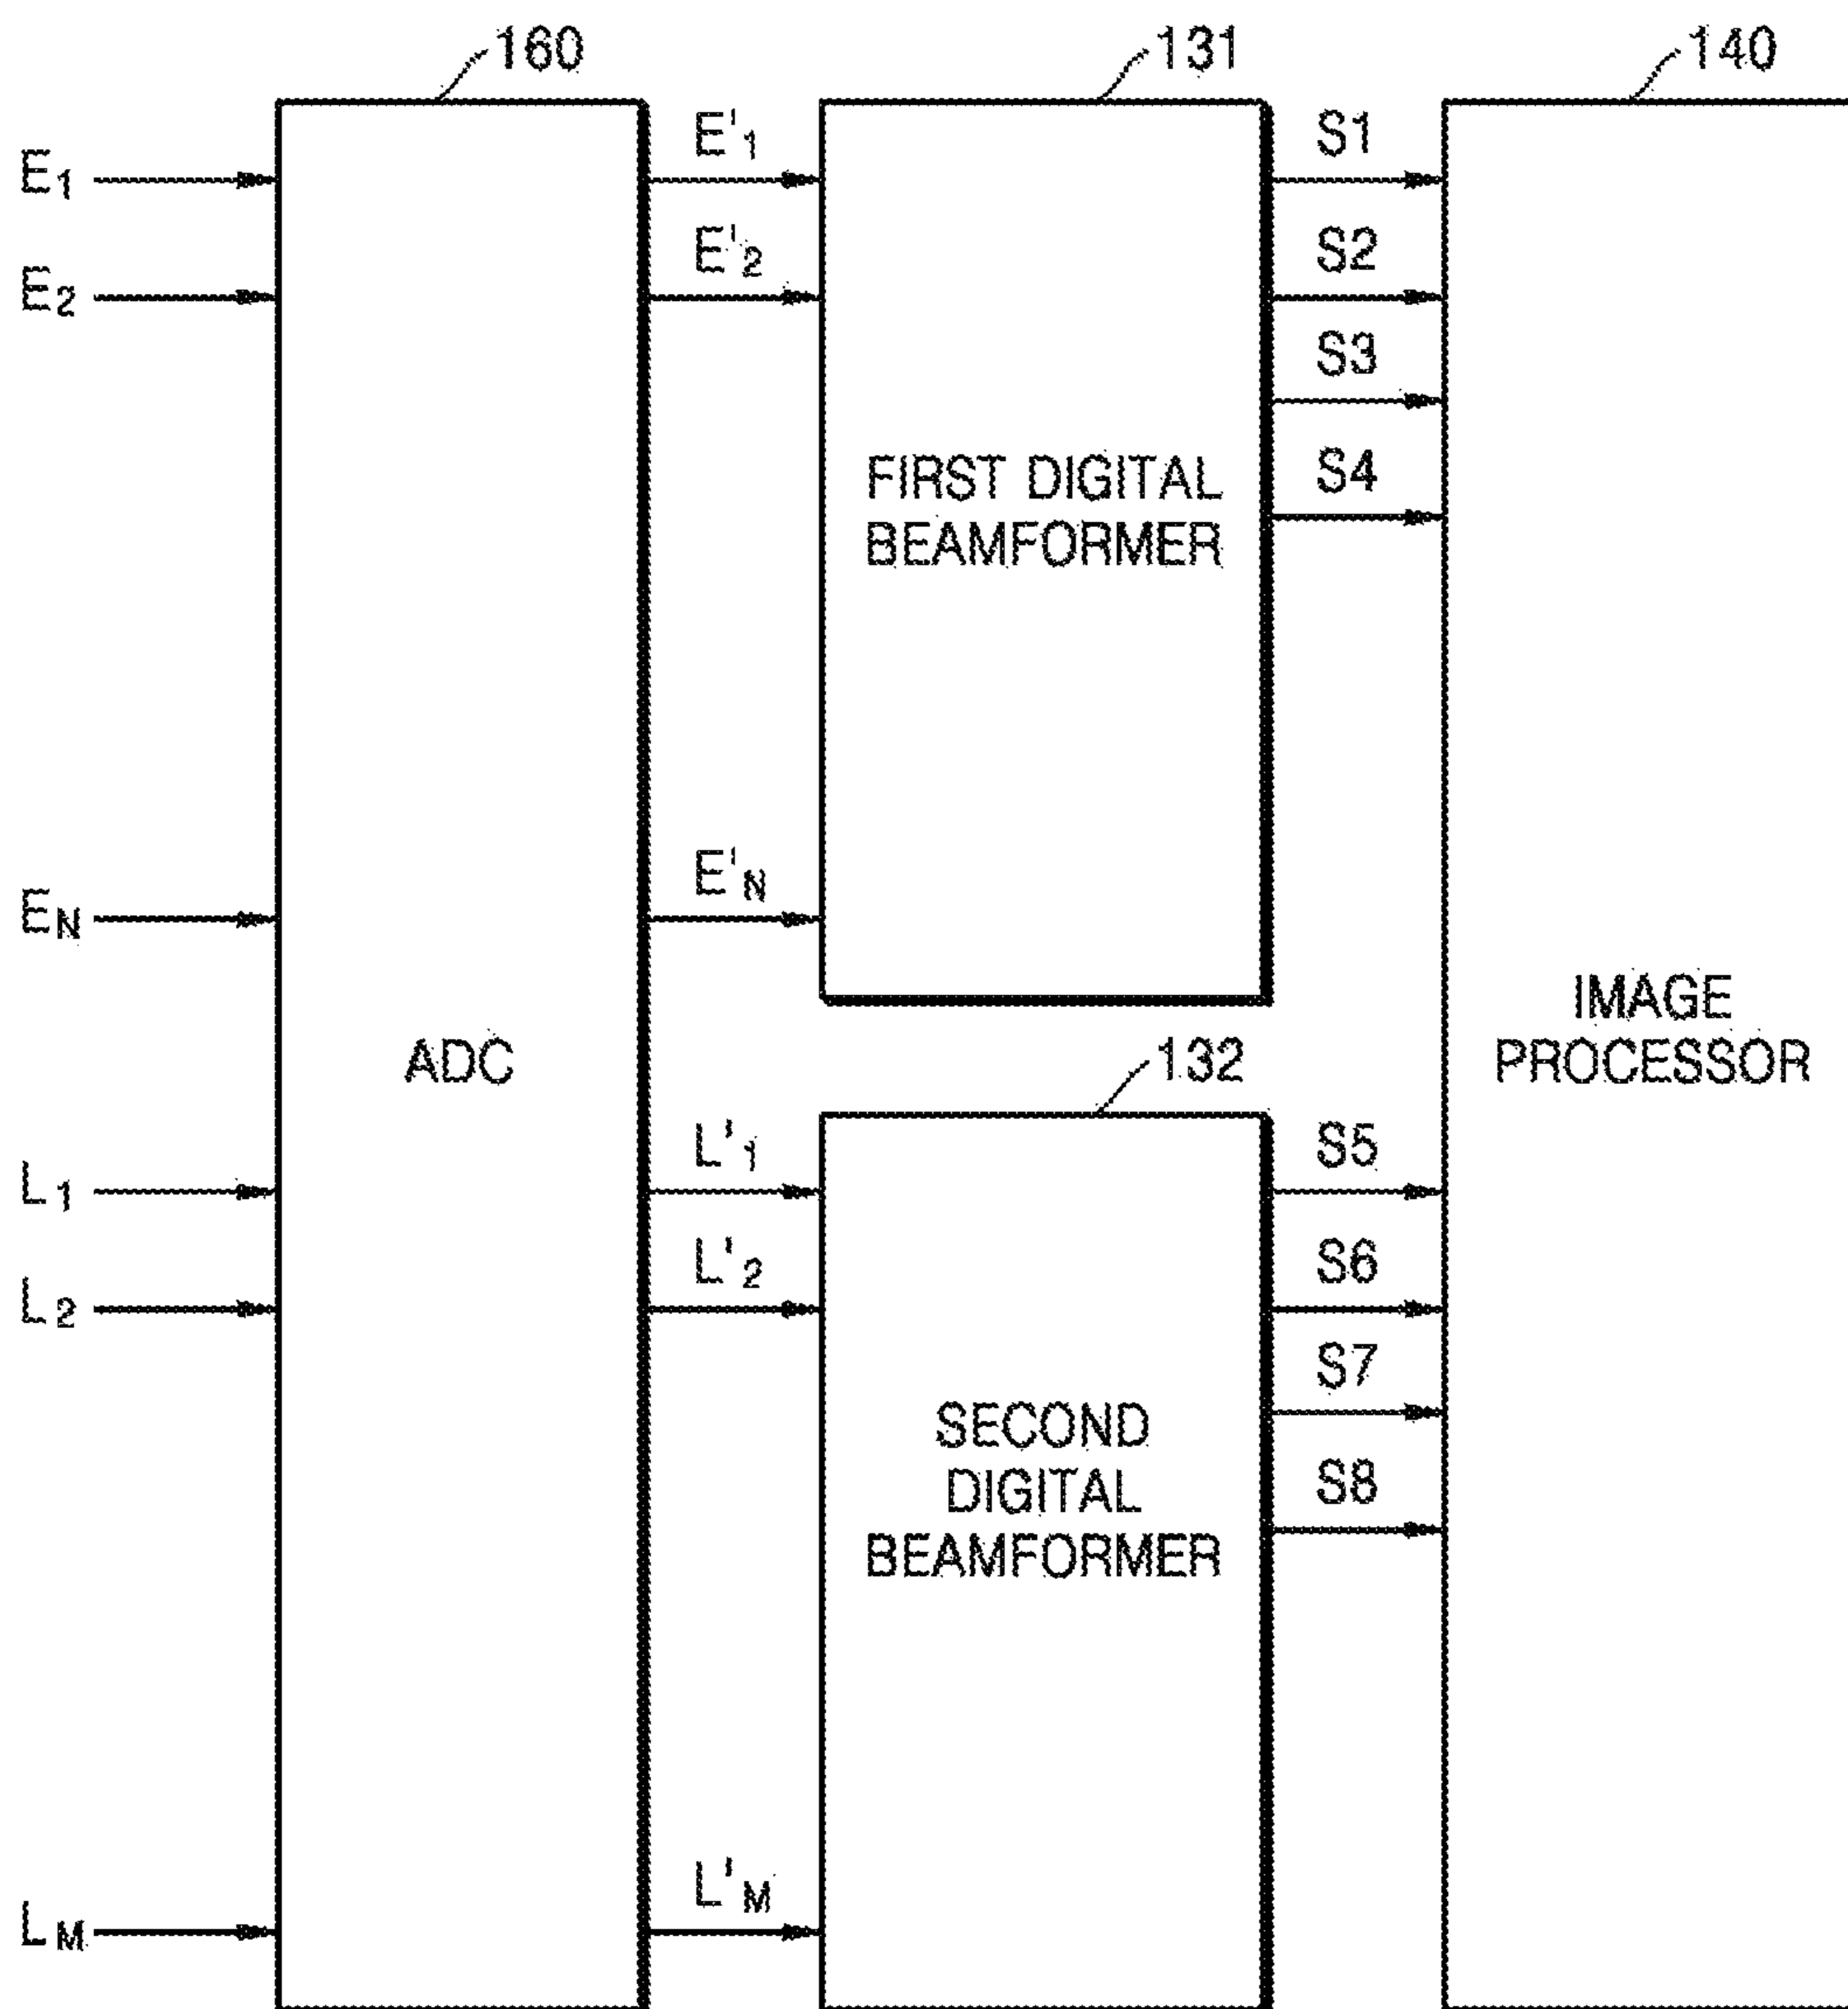 160
131
140
E1
E'1
S1
E2
E'2
S2
S3
S4
FIRST DIGITAL
BEAMFORMER
EN
E'N
ADC
IMAGE
PROCESSOR
132
L1
L'1
S5
L2
L'2
S6
S7
S8
SECOND
DIGITAL
BEAMFORMER
LM
L'M